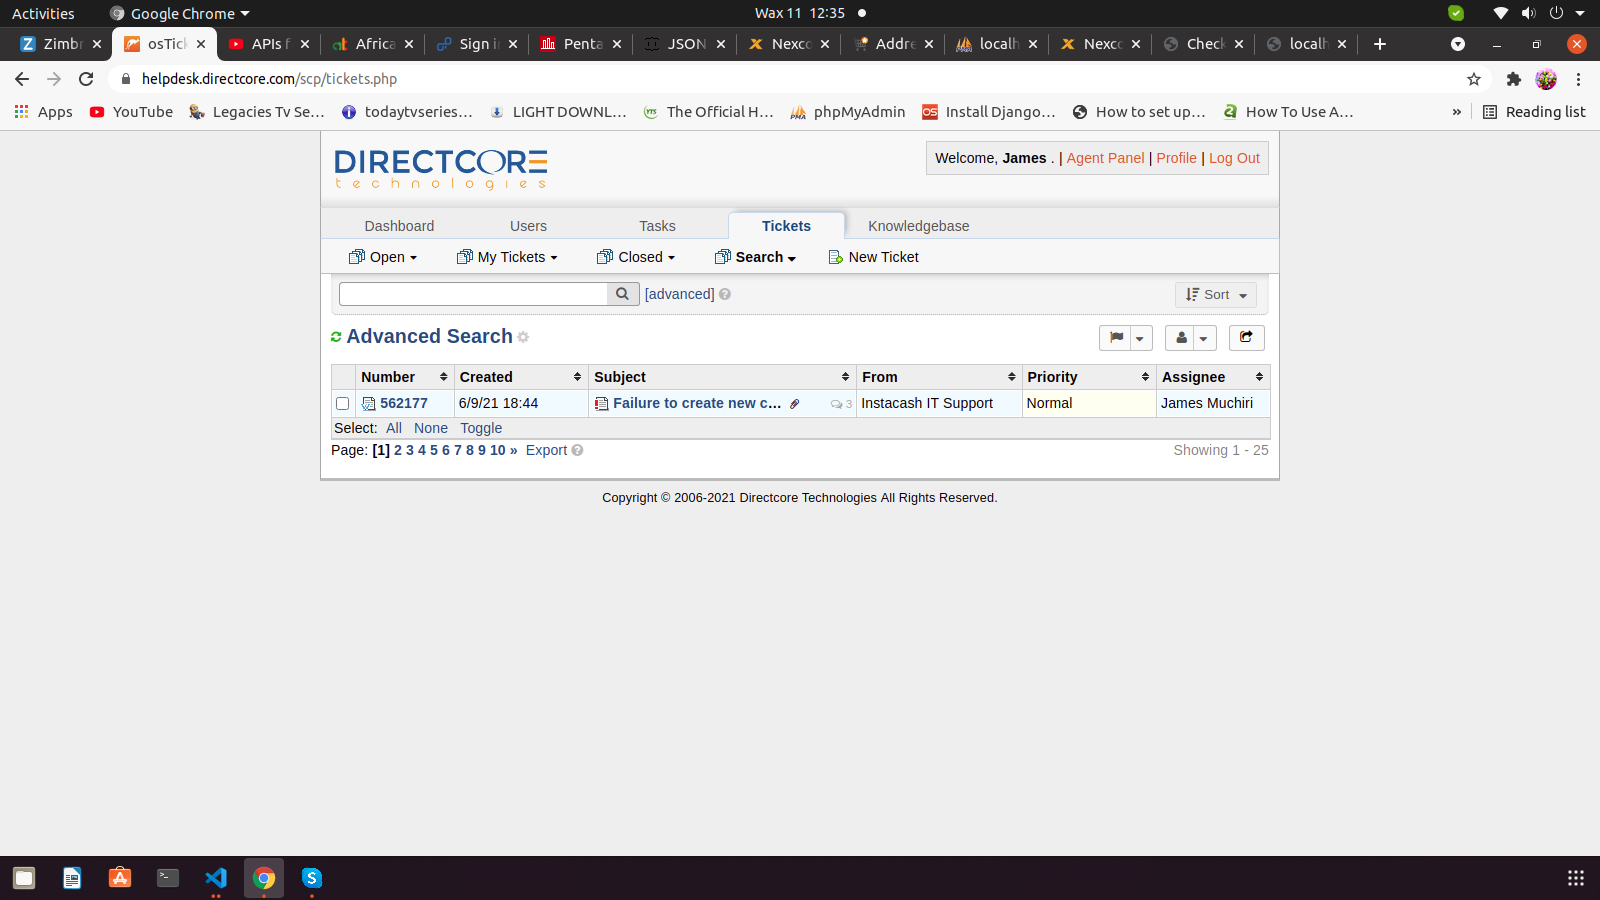 Activities Google Chrome Wax 11 12:35
Zimbr osTick APIs f Africa Sign in Penta JSON Nexco Addre localh Nexco Check localh
helpdesk.directcore.com/scp/tickets.php
Apps YouTube Legacies Tv Se... todaytvseries... LIGHT DOWNL... The Official H... phpMyAdmin Install Django... How to set up... How To Use A... » Reading list
DIRECTCORE
technologies
Welcome, James . | Agent Panel | Profile | Log Out
Dashboard Users Tasks Tickets Knowledgebase
Open My Tickets Closed Search New Ticket
[advanced] Sort
Advanced Search
Number Created Subject From Priority Assignee
562177 6/9/21 18:44 Failure to create new c... 3 Instacash IT Support Normal James Muchiri
Select: All None Toggle
Page: [1] 2 3 4 5 6 7 8 9 10 » Export Showing 1 - 25
Copyright © 2006-2021 Directcore Technologies All Rights Reserved.